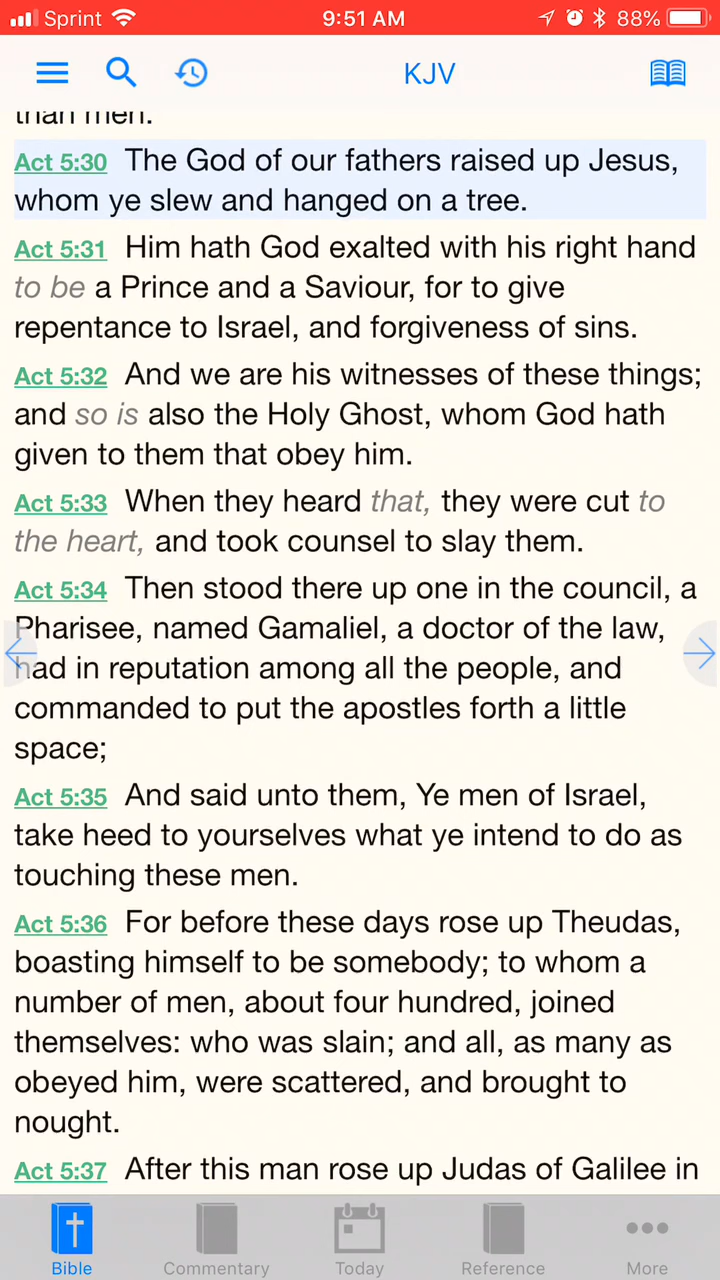 Sprint 9:51 AM 88%
KJV
than men.
Act 5:30 The God of our fathers raised up Jesus,
whom ye slew and hanged on a tree.
Act 5:31 Him hath God exalted with his right hand
to be a Prince and a Saviour, for to give
repentance to Israel, and forgiveness of sins.
Act 5:32 And we are his witnesses of these things;
and so is also the Holy Ghost, whom God hath
given to them that obey him.
Act 5:33 When they heard that, they were cut to
the heart, and took counsel to slay them.
Act 5:34 Then stood there up one in the council, a
Pharisee, named Gamaliel, a doctor of the law,
had in reputation among all the people, and
commanded to put the apostles forth a little
space;
Act 5:35 And said unto them, Ye men of Israel,
take heed to yourselves what ye intend to do as
touching these men.
Act 5:36 For before these days rose up Theudas,
boasting himself to be somebody; to whom a
number of men, about four hundred, joined
themselves: who was slain; and all, as many as
obeyed him, were scattered, and brought to
nought.
Act 5:37 After this man rose up Judas of Galilee in
Bible Commentary Today Reference More